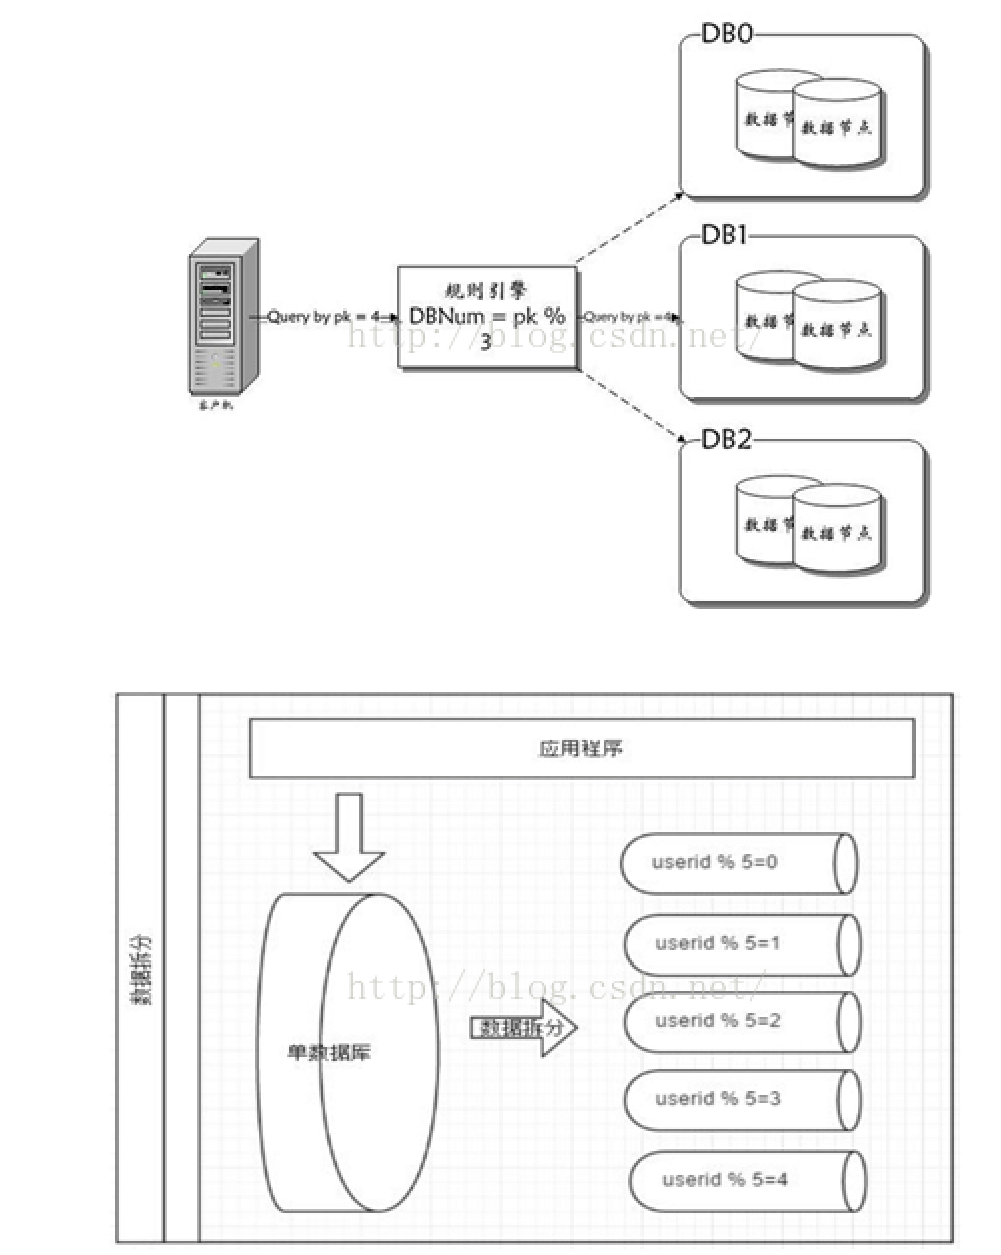 DB0
数据节
数据节点
DB1
数据节
数据节点
Query by pk = 4
规则引擎
DBNum = pk %
3
Query by pk =4
http://blog.csdn.net/
客户机
DB2
数据节
数据节点
应用程序
userid % 5=0
userid % 5=1
数据拆分
http://blog.csdn.net/
userid % 5=2
数据拆分
单数据库
userid % 5=3
userid % 5=4